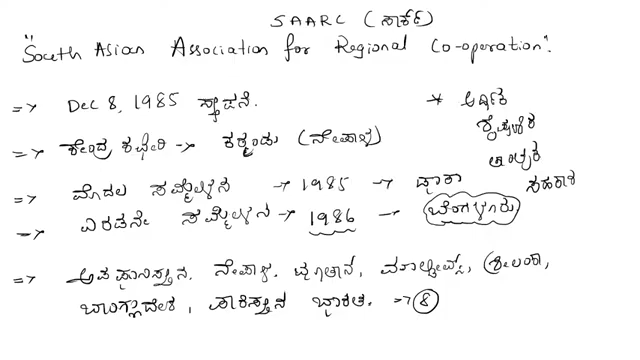 SAARC (ಸಾರ್ಕ್)
"South Asian Association for Regional Co-operation".
=> Dec 8, 1985 ಸ್ಥಾಪನೆ. * ಆರ್ಥಿಕ
=> ಕೇಂದ್ರ ಕಛೇರಿ -> ಕಠ್ಮಂಡು (ನೇಪಾಳ) ಶೈಕ್ಷಣಿಕ
=> ಮೊದಲ ಸಮ್ಮೇಳನ -> 1985 -> ಢಾಕಾ ಸಹಕಾರ
=> ಎರಡನೇ ಸಮ್ಮೇಳನ -> 1986 - ಬೆಂಗಳೂರು
=> ಅಫಘಾನಿಸ್ತಾನ, ನೇಪಾಳ, ಭೂತಾನ, ಮಾಲ್ಡೀವ್ಸ್, ಶ್ರೀಲಂಕಾ,
ಬಾಂಗ್ಲಾದೇಶ, ಪಾಕಿಸ್ತಾನ ಭಾರತ. => 8